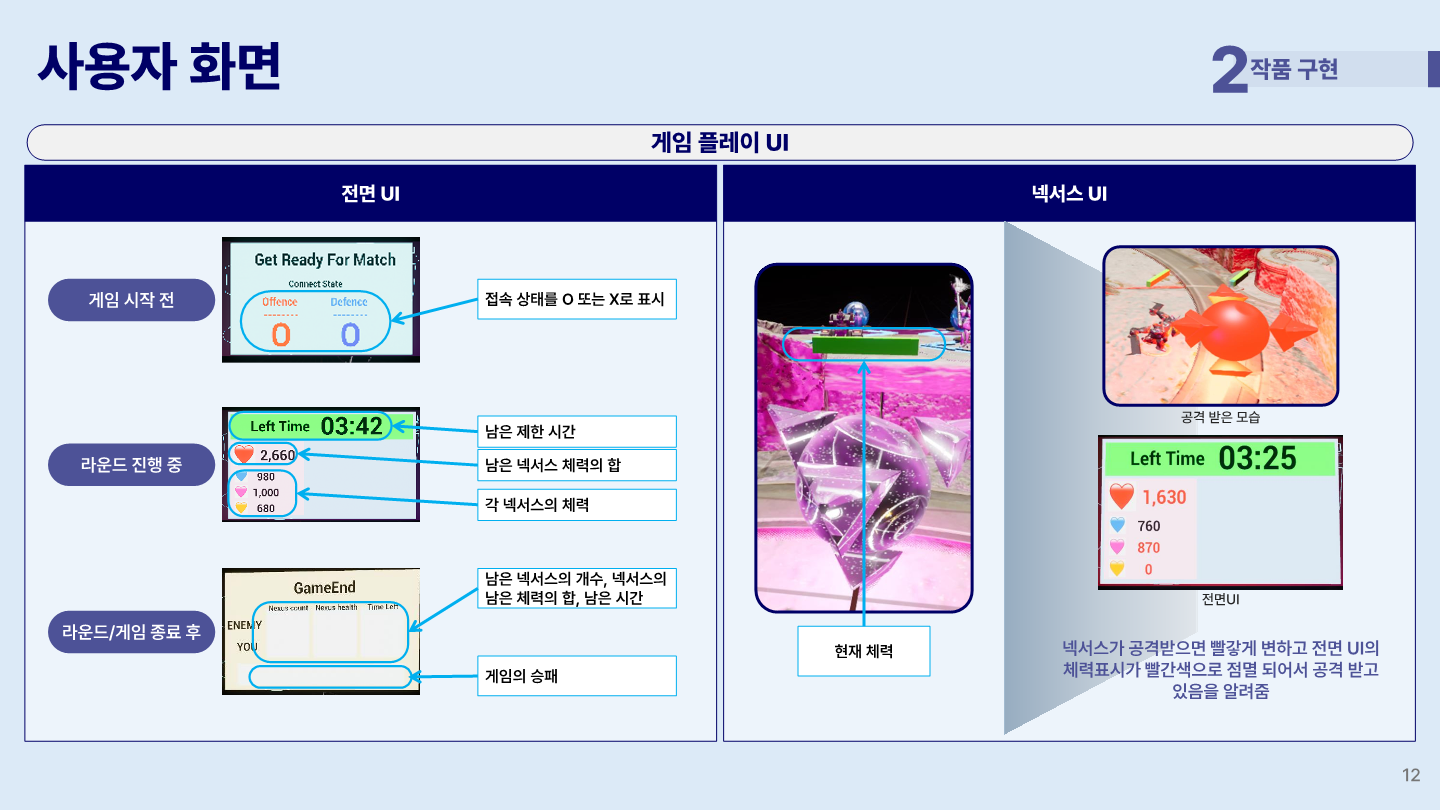 사용자 화면
2 작품 구현
게임 플레이 UI
전면 UI
게임 시작 전
Get Ready For Match
Connect State
Offence Defence
-------- --------
O O
접속 상태를 O 또는 X로 표시
라운드 진행 중
Left Time 03:42
2,660
980
1,000
680
남은 제한 시간
남은 넥서스 체력의 합
각 넥서스의 체력
라운드/게임 종료 후
GameEnd
Nexus count Nexus health Time Left
ENEMY
YOU
남은 넥서스의 개수, 넥서스의
남은 체력의 합, 남은 시간
게임의 승패
넥서스 UI
현재 체력
공격 받은 모습
Left Time 03:25
1,630
760
870
0
전면UI
넥서스가 공격받으면 빨갛게 변하고 전면 UI의
체력표시가 빨간색으로 점멸 되어서 공격 받고
있음을 알려줌
12